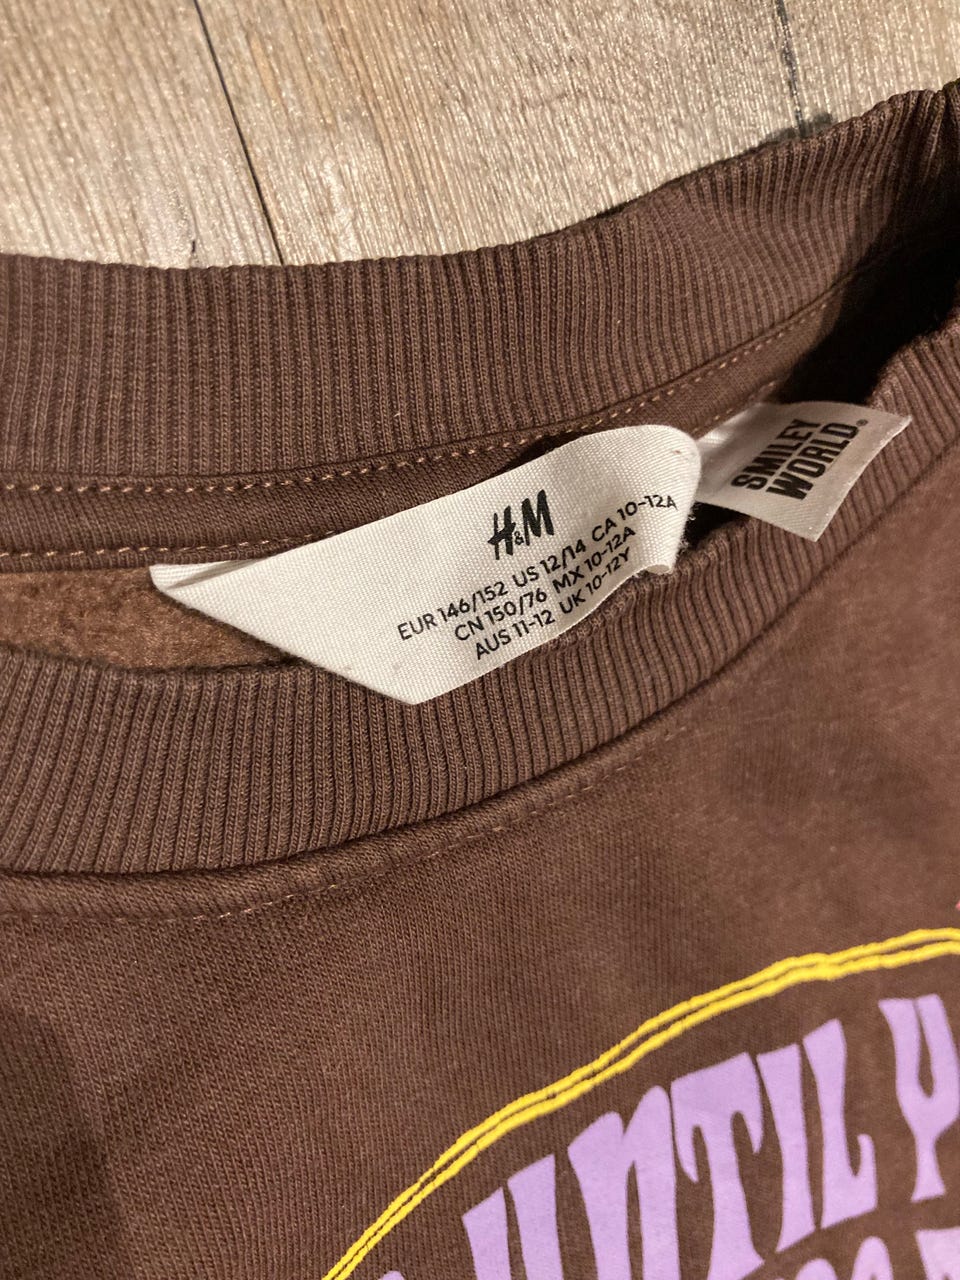 H&M
EUR 146/152 US 12/14 CA 10-12A
CN 150/76 MX 10-12A
AUS 11-12 UK 10-12Y
SMILEY
WORLD®
UNTIL Y